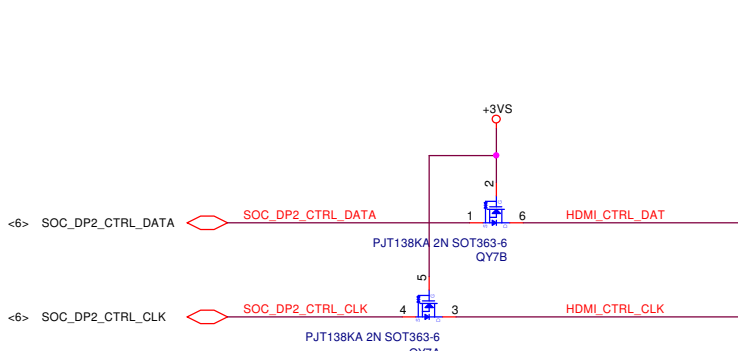 +3VS
2
<6> SOC_DP2_CTRL_DATA SOC_DP2_CTRL_DATA 1 6 HDMI_CTRL_DAT
PJT138KA 2N SOT363-6
QY7B
5
<6> SOC_DP2_CTRL_CLK SOC_DP2_CTRL_CLK 4 3 HDMI_CTRL_CLK
PJT138KA 2N SOT363-6
QY7A